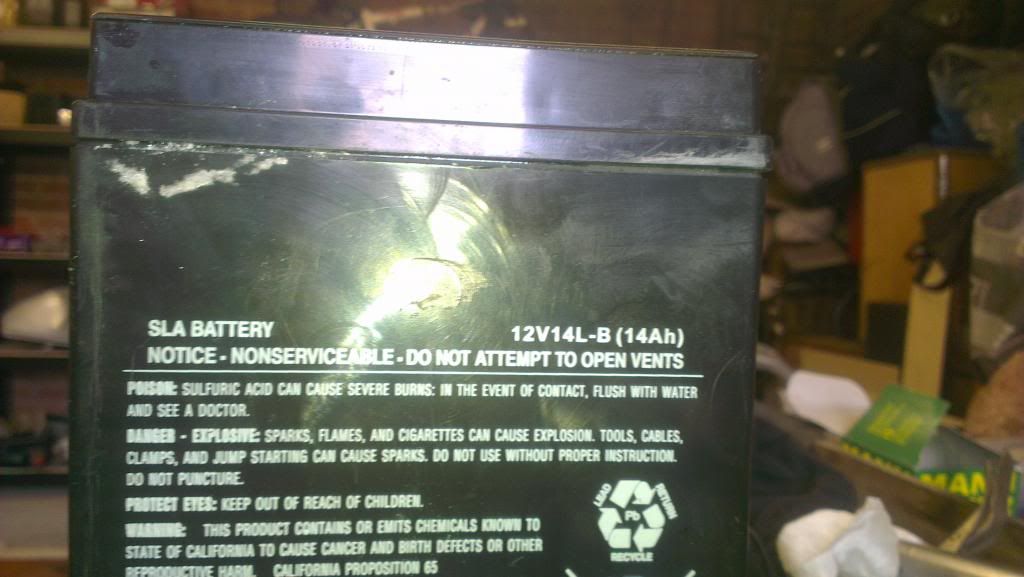 SLA BATTERY 12V14L-B (14Ah)
NOTICE - NONSERVICEABLE - DO NOT ATTEMPT TO OPEN VENTS
POISON: SULFURIC ACID CAN CAUSE SEVERE BURNS: IN THE EVENT OF CONTACT, FLUSH WITH WATER
AND SEE A DOCTOR.
DANGER - EXPLOSIVE: SPARKS, FLAMES, AND CIGARETTES CAN CAUSE EXPLOSION. TOOLS, CABLES,
CLAMPS, AND JUMP STARTING CAN CAUSE SPARKS. DO NOT USE WITHOUT PROPER INSTRUCTION.
DO NOT PUNCTURE.
PROTECT EYES: KEEP OUT OF REACH OF CHILDREN.
WARNING: THIS PRODUCT CONTAINS OR EMITS CHEMICALS KNOWN TO
STATE OF CALIFORNIA TO CAUSE CANCER AND BIRTH DEFECTS OR OTHER
REPRODUCTIVE HARM. CALIFORNIA PROPOSITION 65
LEAD
RETURN
Pb
RECYCLE